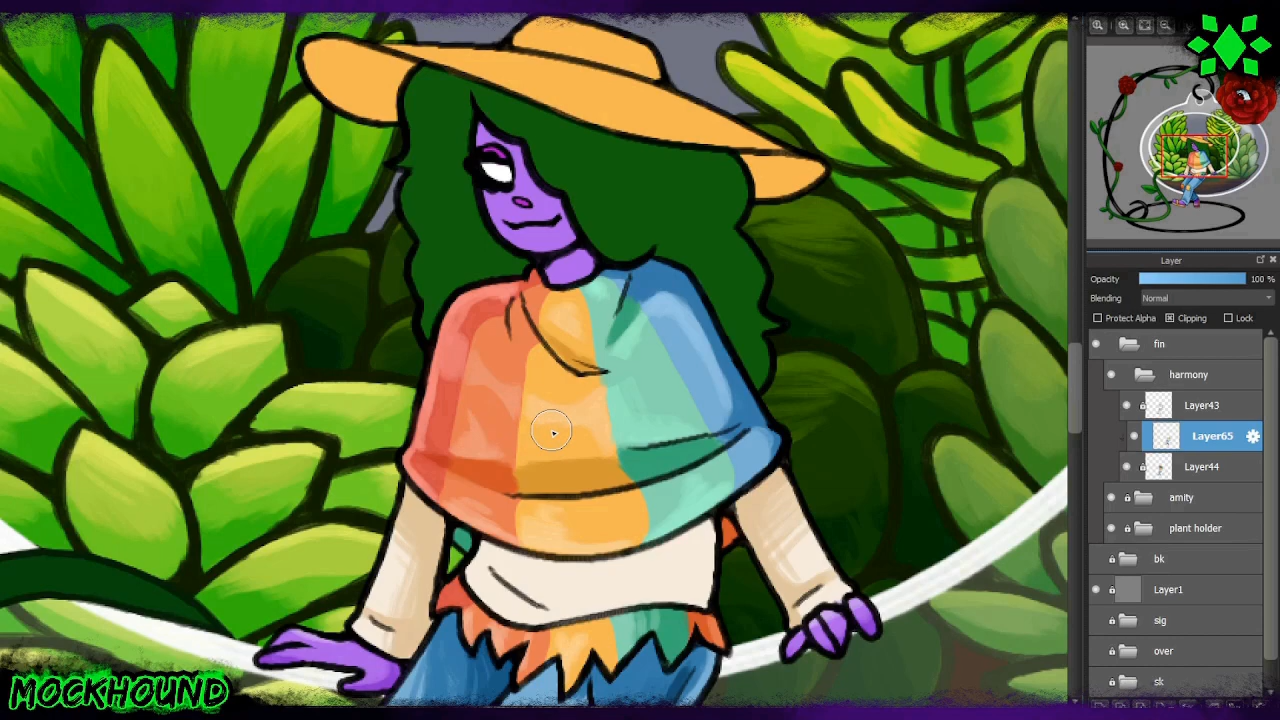 Layer
Opacity 100 %
Blending Normal
Protect Alpha Clipping Lock
fin
harmony
Layer43
Layer65
Layer44
amity
plant holder
bk
Layer1
sig
over
sk
MOCKHOUND